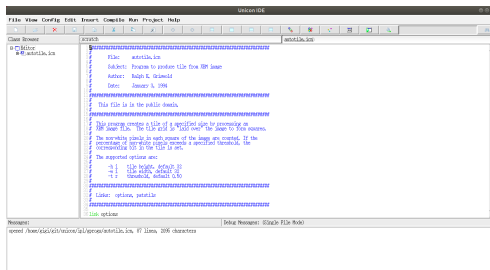 Unicon IDE
File View Config Edit Insert Compile Run Project Help
Class Browser
scratch
autotile.icn
Editor
autotile.icn
############################################################################
#
# File: autotile.icn
#
# Subject: Program to produce tile from XBM image
#
# Author: Ralph E. Griswold
#
# Date: January 3, 1994
#
############################################################################
#
# This file is in the public domain.
#
############################################################################
#
# This program creates a tile of a specified size by processing an
# XBM image file. The tile grid is "laid over" the image to form squares.
#
# The non-white pixels in each square of the image are counted. If the
# percentage of non-white pixels exceeds a specified threshold, the
# corresponding bit in the tile is set.
#
# The supported options are:
#
# -h i tile height, default 32
# -w i tile width, default 32
# -t r threshold, default 0.50
#
############################################################################
#
# Links: options, patutils
#
############################################################################
link options
Messages:
Debug Messages: (Single File Mode)
opened /home/gigi/git/unicon/ipl/gprogs/autotile.icn, 97 lines, 2095 characters